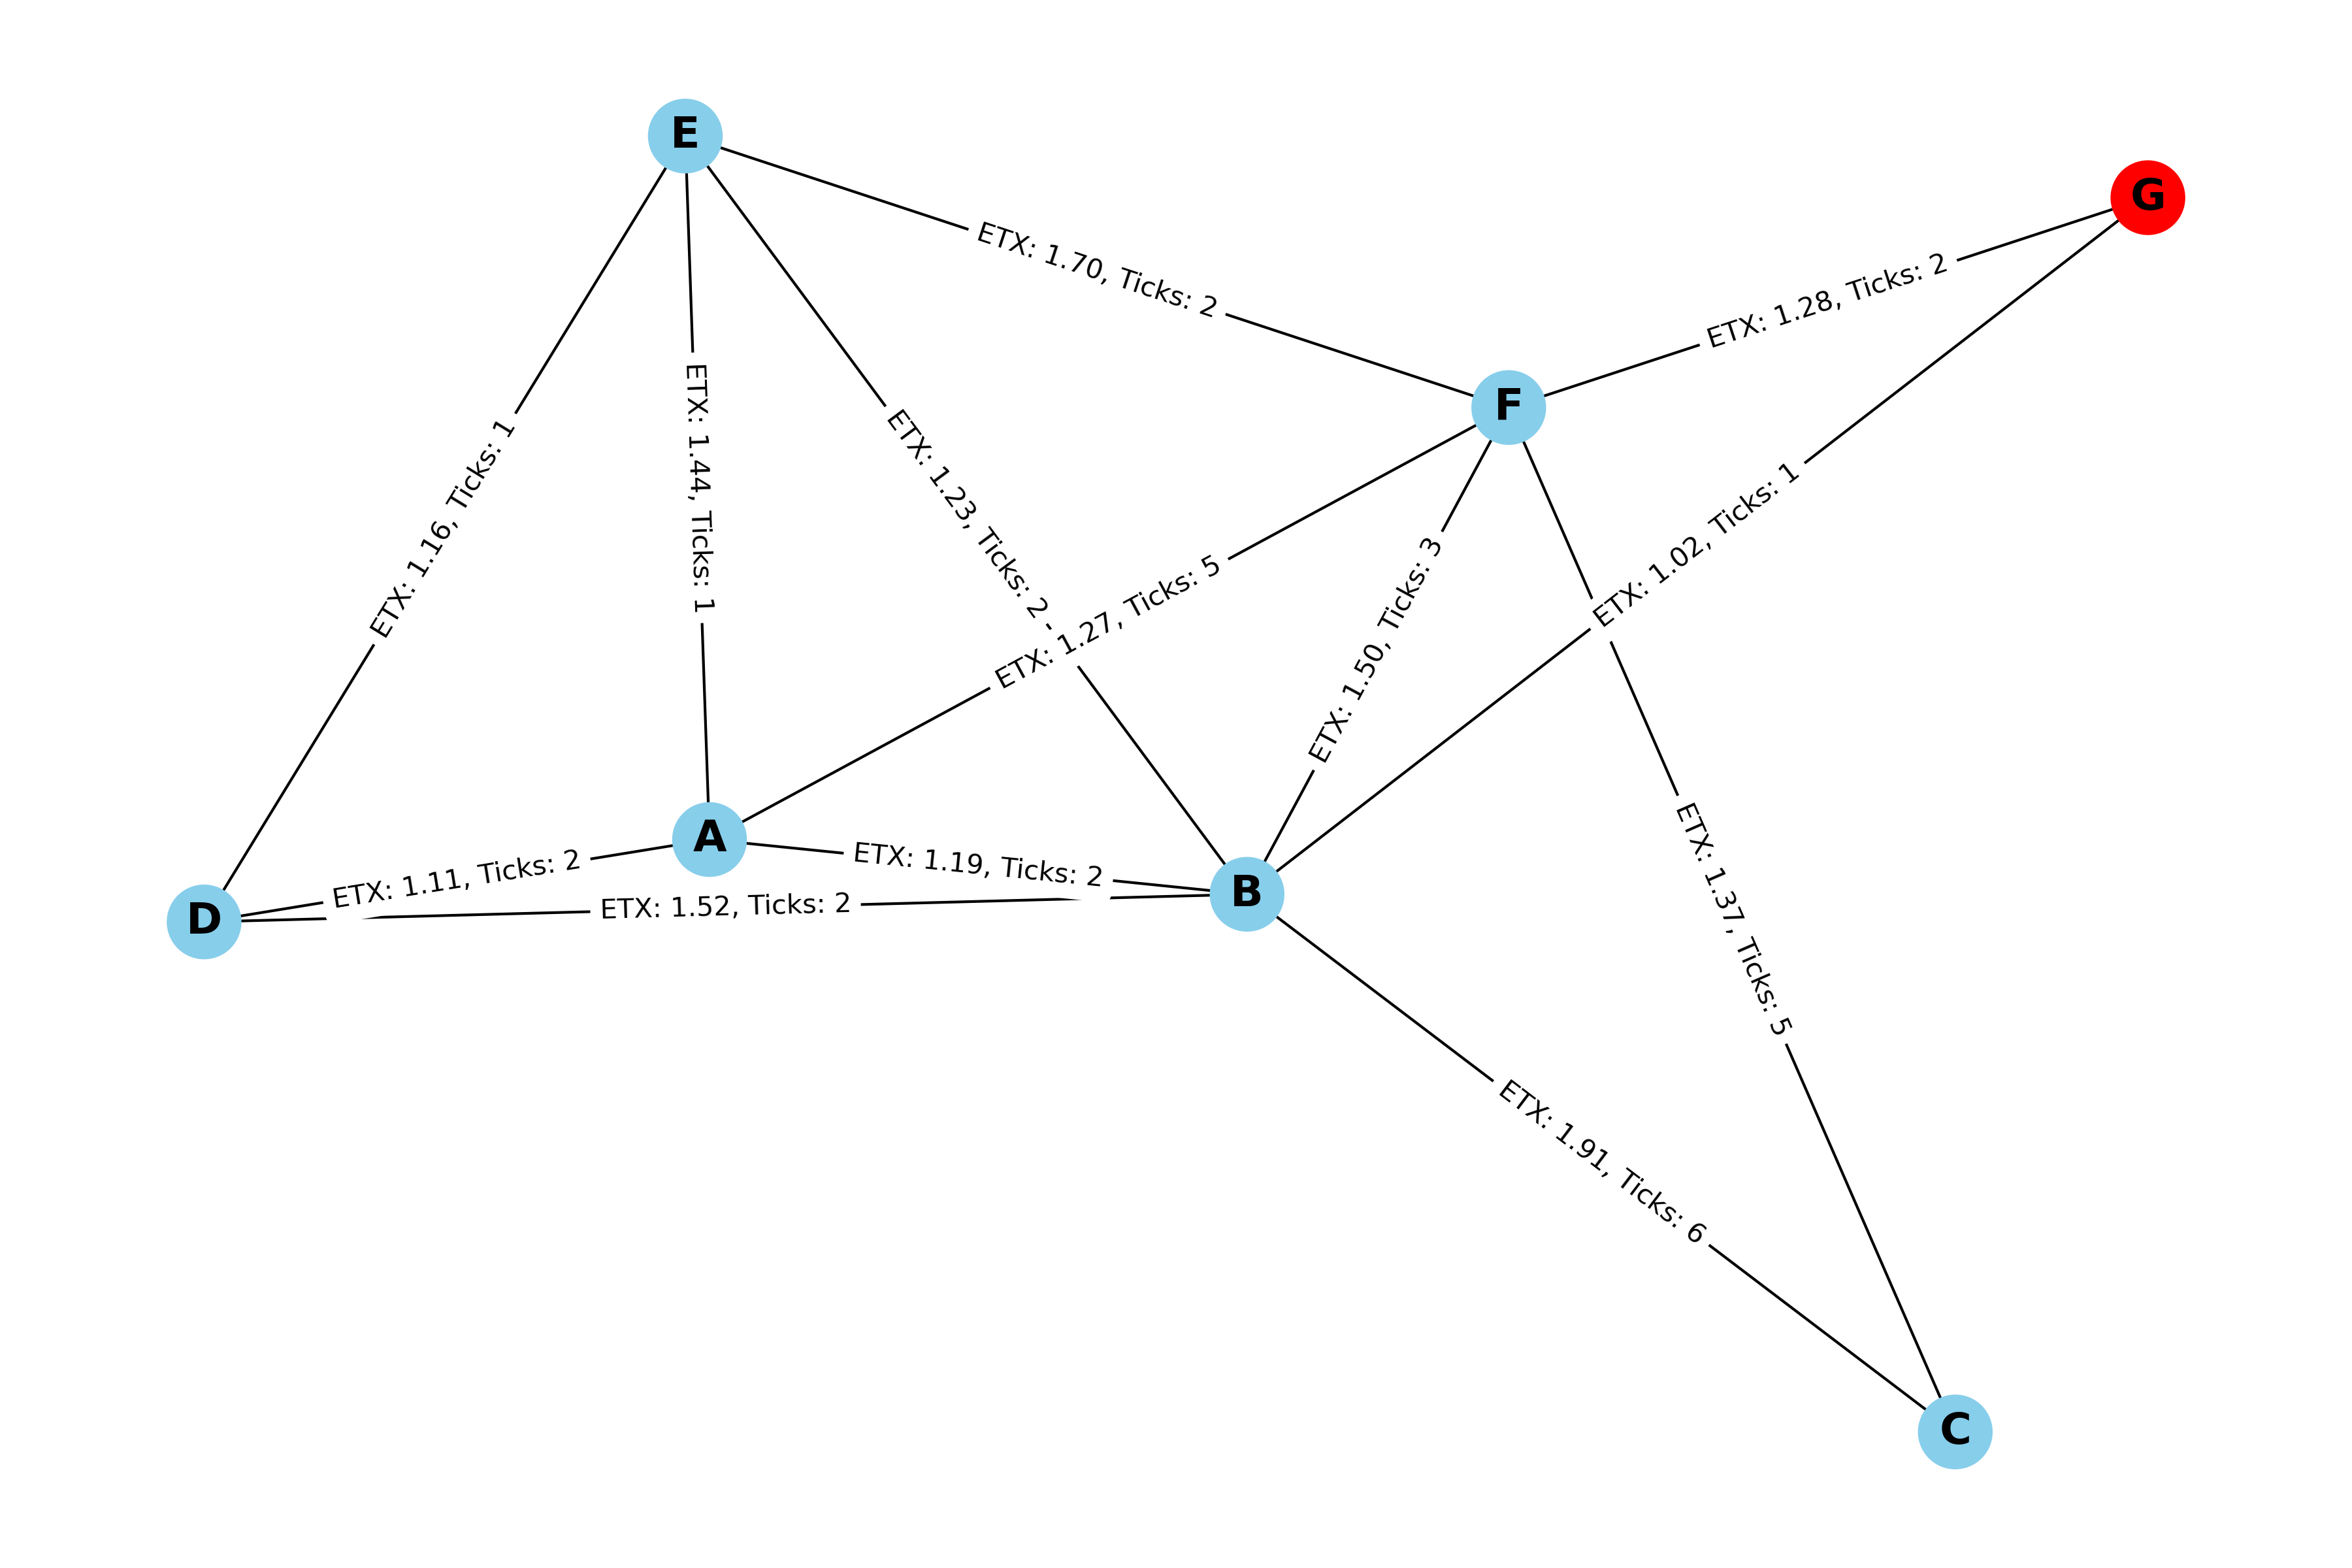 E
G
ETX: 1.70, Ticks: 2
ETX: 1.28, Ticks: 2
F
ETX: 1.16, Ticks: 1
ETX: 1.44, Ticks: 1
ETX: 1.23, Ticks: 2
ETX: 1.02, Ticks: 1
ETX: 1.27, Ticks: 5
ETX: 1.50, Ticks: 3
A
ETX: 1.11, Ticks: 2
ETX: 1.19, Ticks: 2
B
ETX: 1.52, Ticks: 2
D
ETX: 1.37, Ticks: 5
ETX: 1.91, Ticks: 6
C